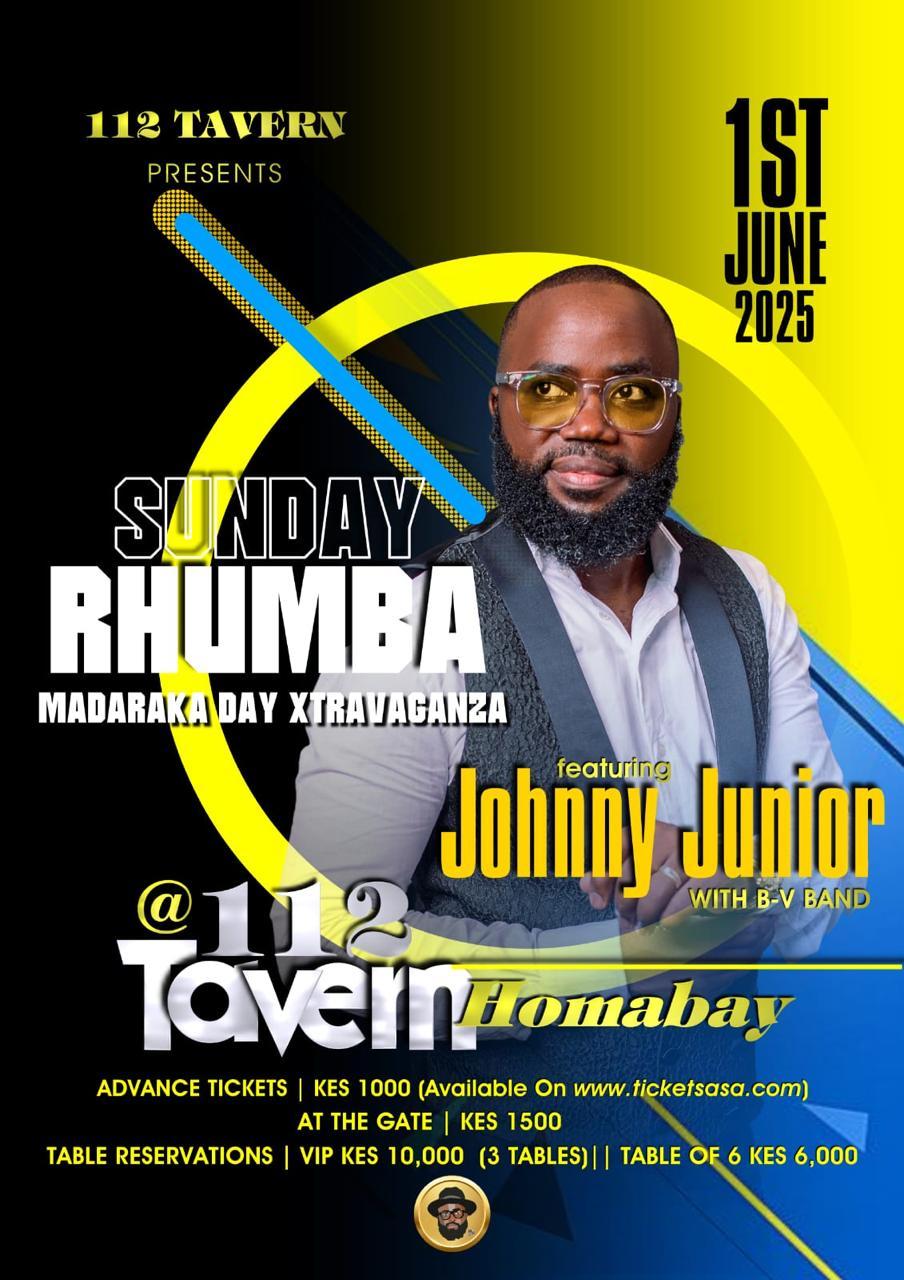 112 TAVERN
PRESENTS
1ST
JUNE
2025
SUNDAY
RHUMBA
MADARAKA DAY XTRAVAGANZA
featuring
Johnny Junior
WITH B-V BAND
@112
Tavern
Homabay
ADVANCE TICKETS | KES 1000 (Available On www.ticketsasa.com)
AT THE GATE | KES 1500
TABLE RESERVATIONS | VIP KES 10,000 (3 TABLES)|| TABLE OF 6 KES 6,000